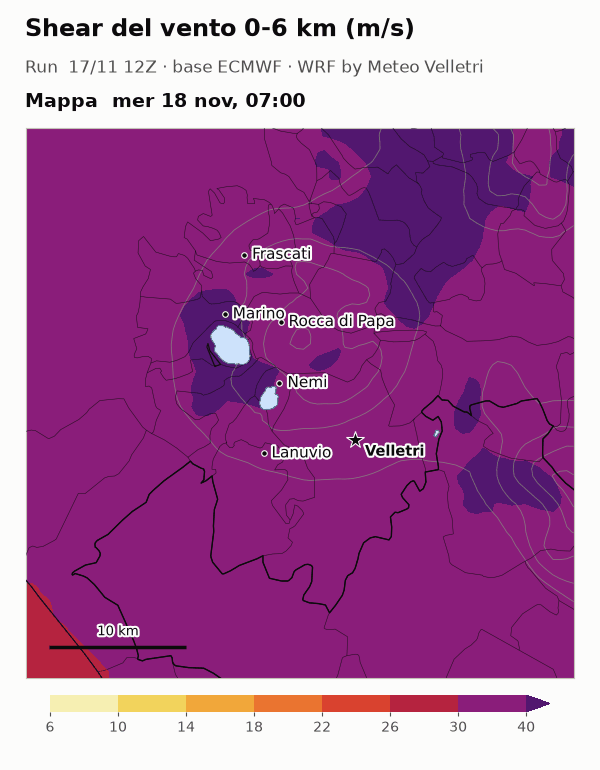 Shear del vento 0-6 km (m/s)
Run 17/11 12Z · base ECMWF · WRF by Meteo Velletri
Mappa mer 18 nov, 07:00
Frascati
Marino
Rocca di Papa
Nemi
Lanuvio
Velletri
10 km
6 10 14 18 22 26 30 40